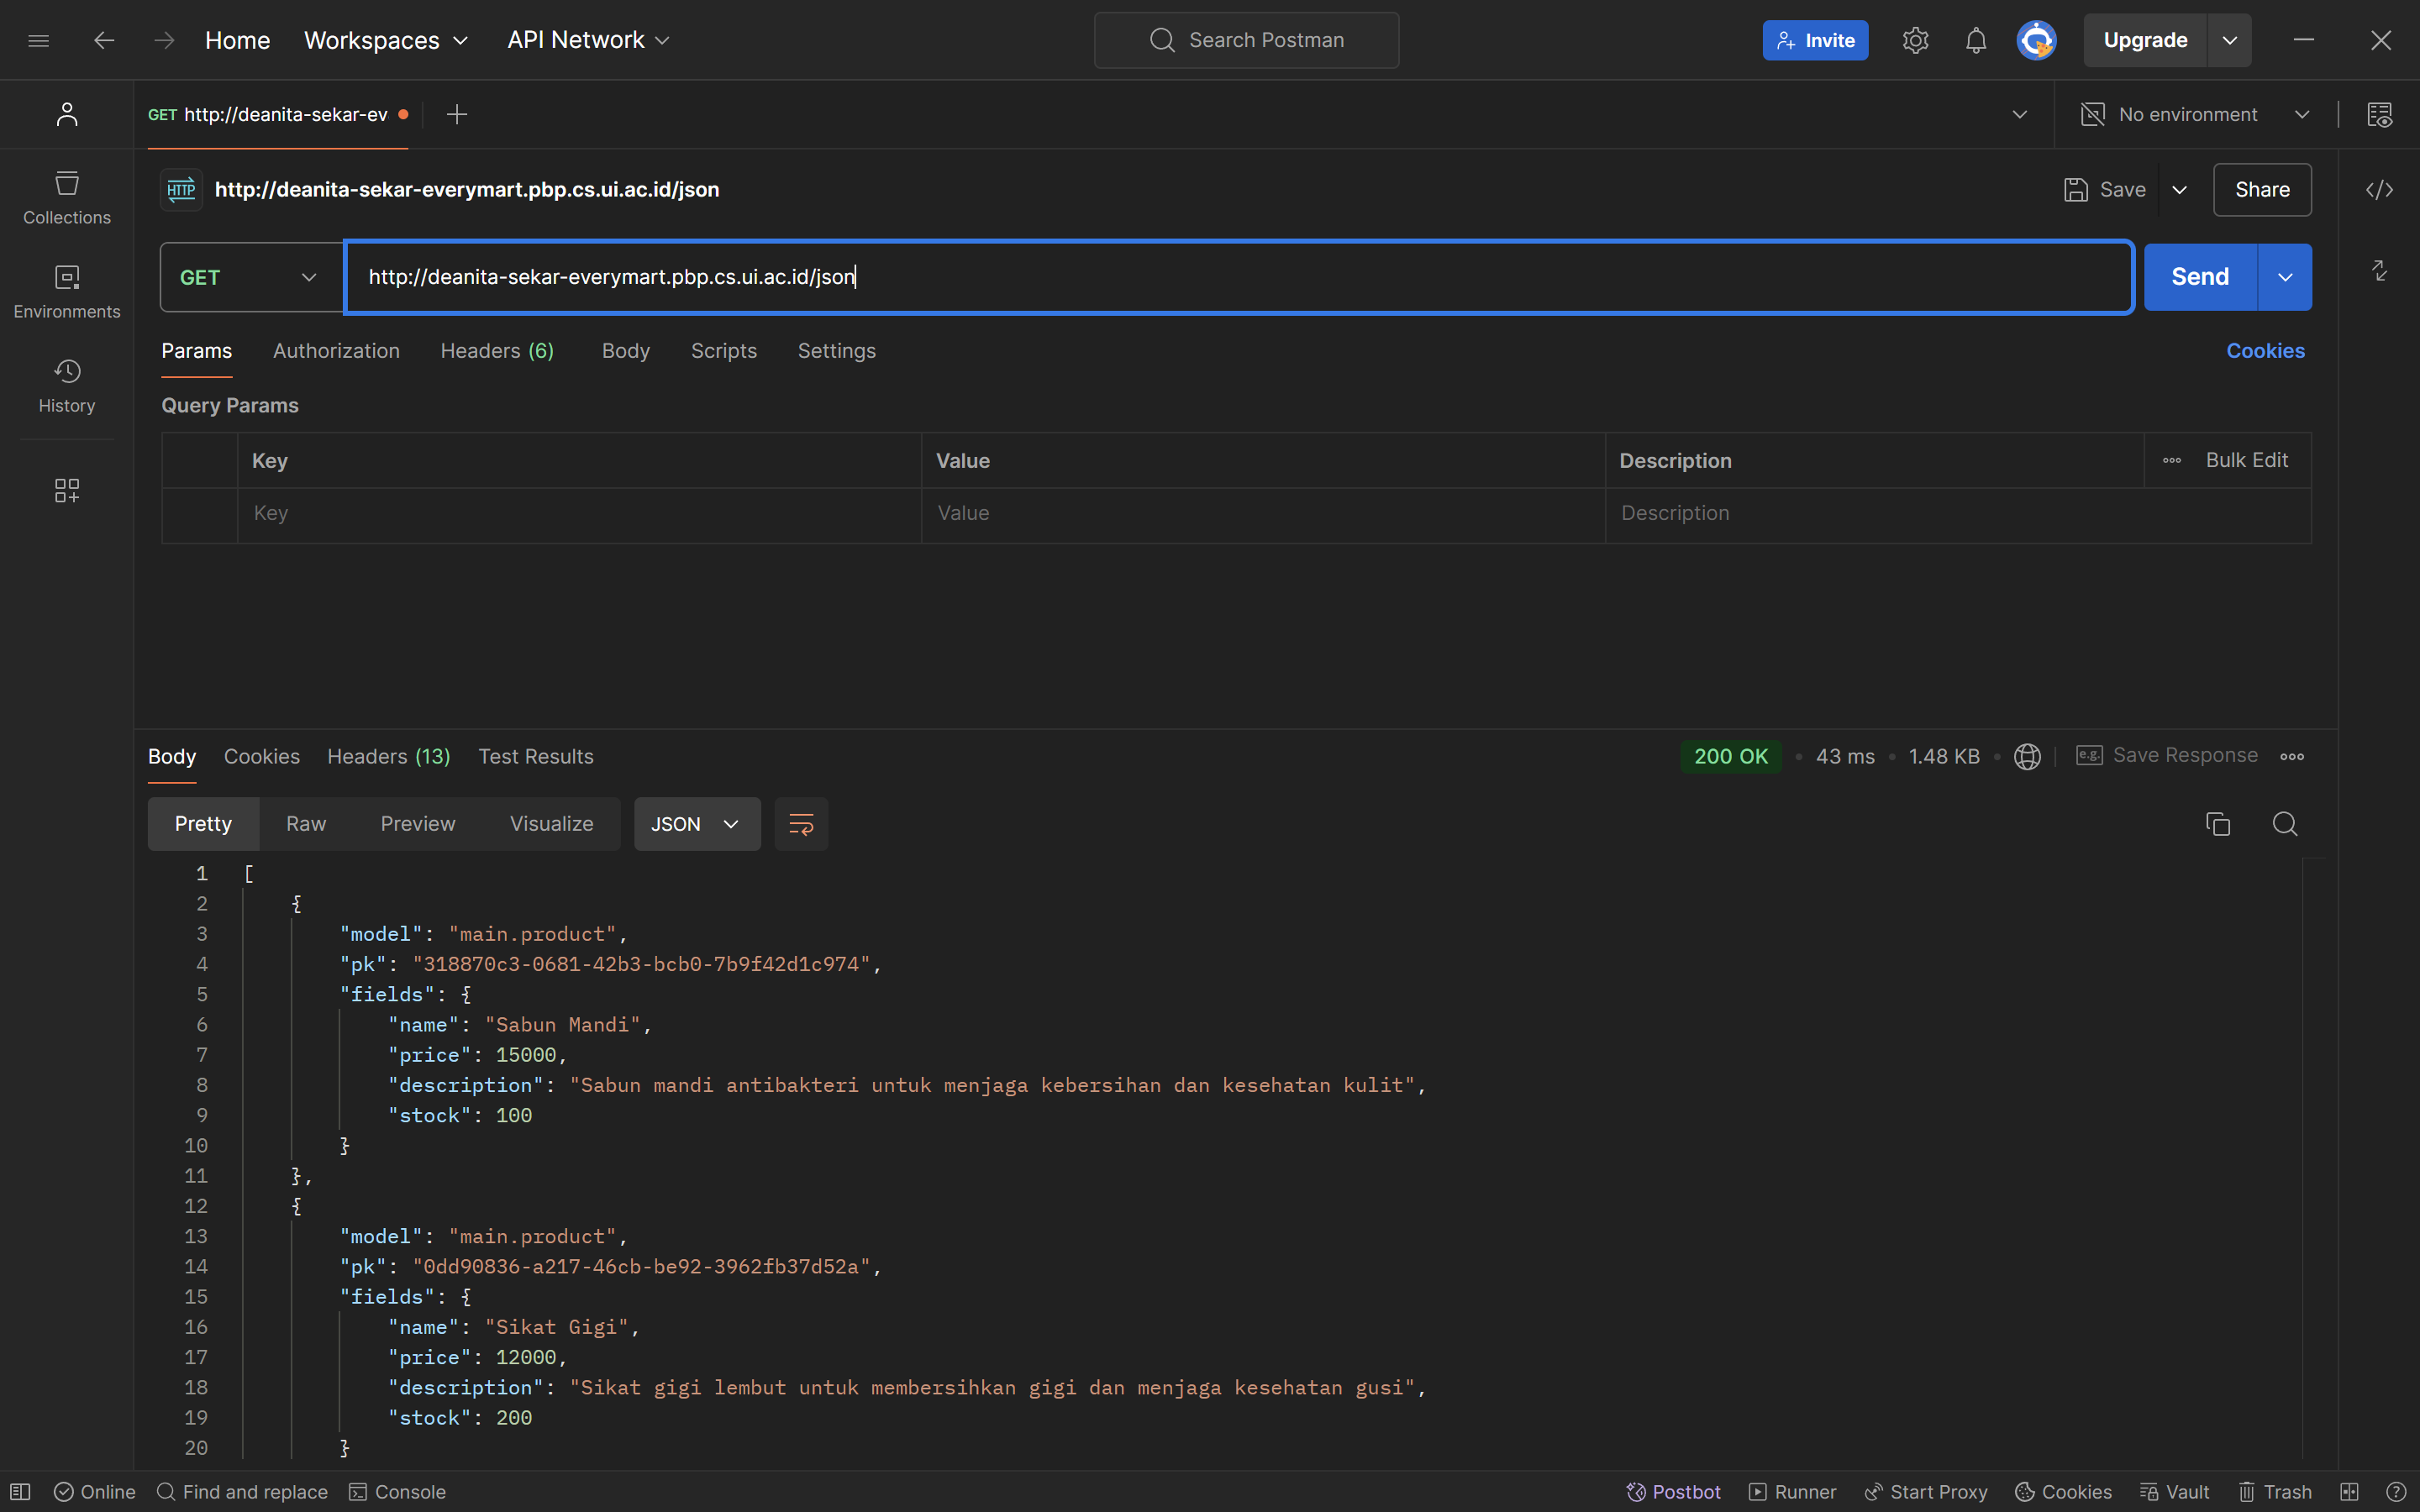 Home Workspaces API Network Search Postman Invite Upgrade
GET http://deanita-sekar-ev No environment
HTTP http://deanita-sekar-everymart.pbp.cs.ui.ac.id/json Save Share
Collections
Environments
History
GET http://deanita-sekar-everymart.pbp.cs.ui.ac.id/json Send
Params Authorization Headers (6) Body Scripts Settings Cookies
Query Params
Key Value Description Bulk Edit
Key Value Description
Body Cookies Headers (13) Test Results 200 OK • 43 ms • 1.48 KB • e.g. Save Response
Pretty Raw Preview Visualize JSON
1 [
2 {
3 "model": "main.product",
4 "pk": "318870c3-0681-42b3-bcb0-7b9f42d1c974",
5 "fields": {
6 "name": "Sabun Mandi",
7 "price": 15000,
8 "description": "Sabun mandi antibakteri untuk menjaga kebersihan dan kesehatan kulit",
9 "stock": 100
10 }
11 },
12 {
13 "model": "main.product",
14 "pk": "0dd90836-a217-46cb-be92-3962fb37d52a",
15 "fields": {
16 "name": "Sikat Gigi",
17 "price": 12000,
18 "description": "Sikat gigi lembut untuk membersihkan gigi dan menjaga kesehatan gusi",
19 "stock": 200
20 }
Online Find and replace Console Postbot Runner Start Proxy Cookies Vault Trash